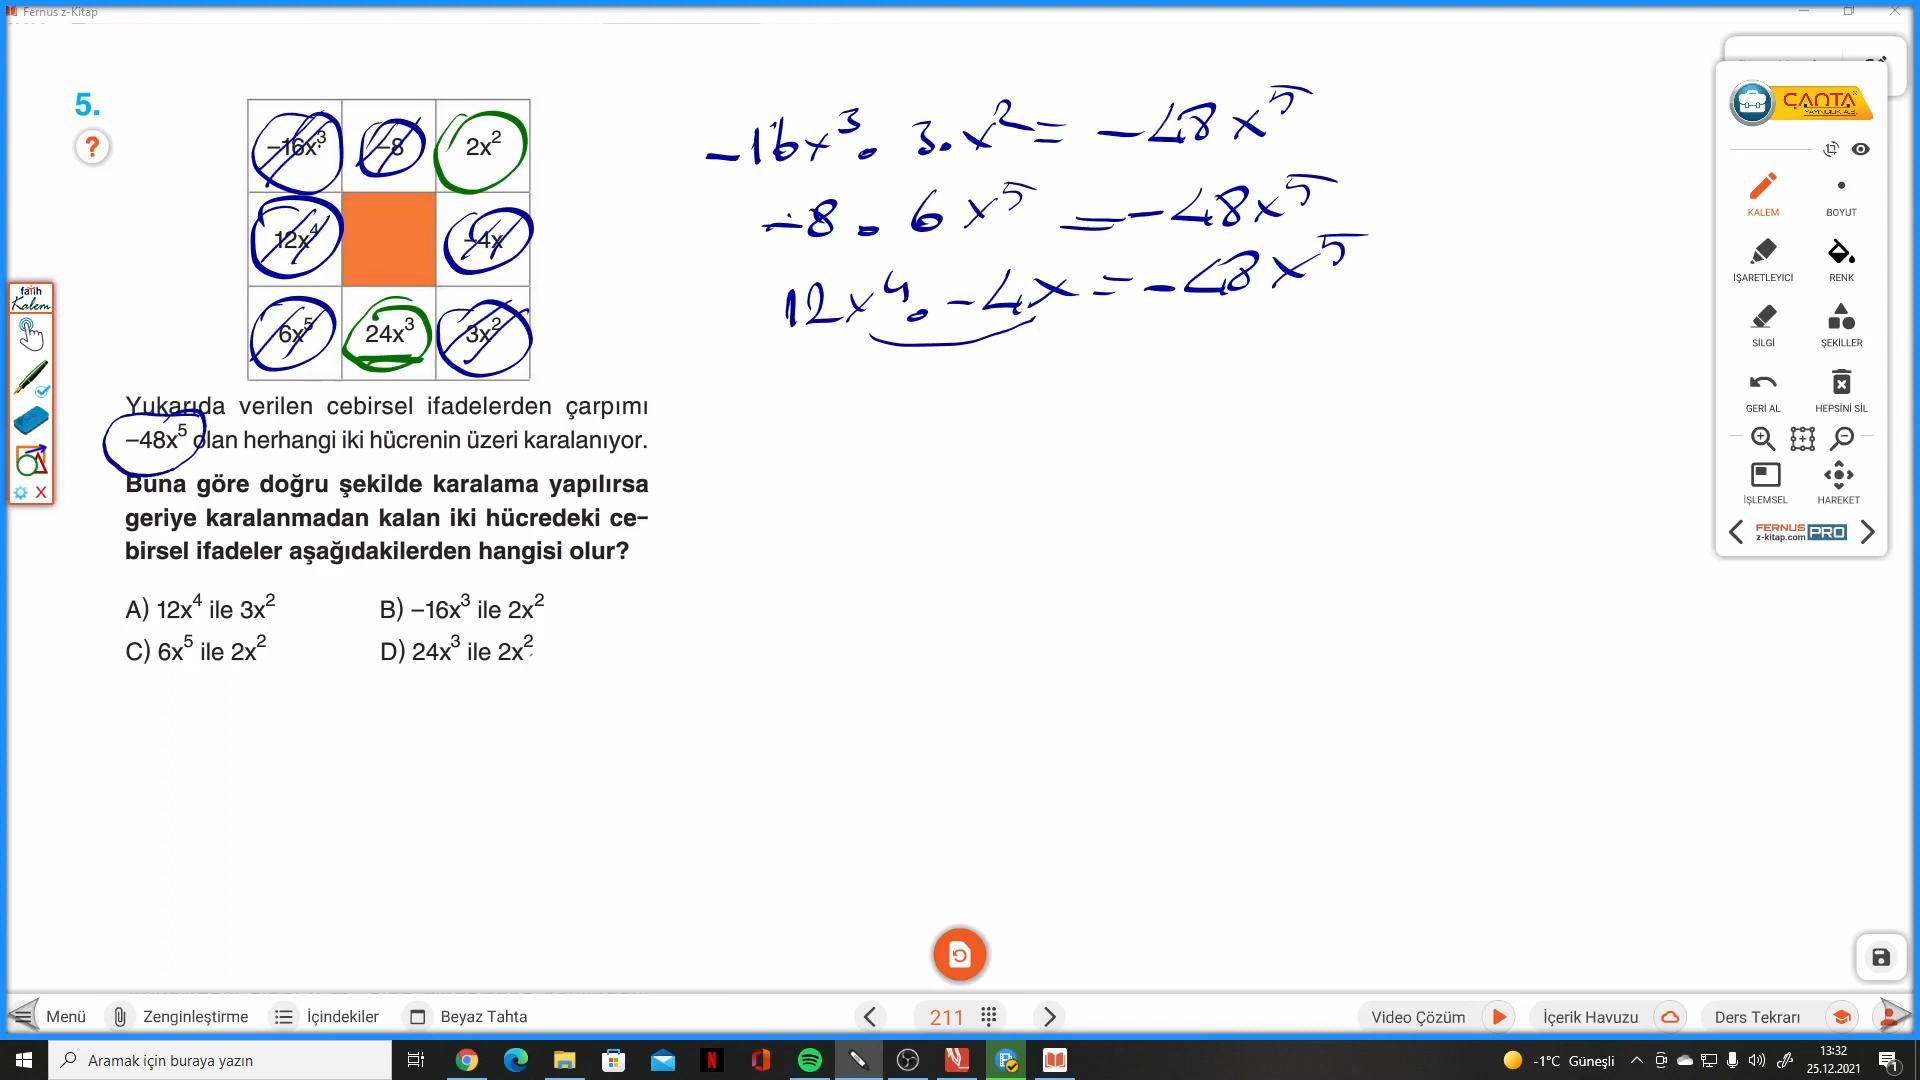 Fernus z-Kitap
5.
?
-16x³ -8 2x²
12x⁴ -4x
6x⁵ 24x³ 3x²
-16x³ . 3.x² = -48x⁵
-8 . 6x⁵ = -48x⁵
12x⁴ . -4x = -48x⁵
Yukarıda verilen cebirsel ifadelerden çarpımı
–48x⁵ olan herhangi iki hücrenin üzeri karalanıyor.
Buna göre doğru şekilde karalama yapılırsa
geriye karalanmadan kalan iki hücredeki ce–
birsel ifadeler aşağıdakilerden hangisi olur?
A) 12x⁴ ile 3x² B) –16x³ ile 2x²
C) 6x⁵ ile 2x² D) 24x³ ile 2x²
fatih
Kalem
X
ÇANTA
KALEM BOYUT
İŞARETLEYİCİ RENK
SİLGİ ŞEKİLLER
GERİ AL HEPSİNİ SİL
İŞLEMSEL HAREKET
FERNUS
z-kitap.com PRO
Menü Zenginleştirme İçindekiler Beyaz Tahta 211 Video Çözüm İçerik Havuzu Ders Tekrarı
Aramak için buraya yazın -1°C Güneşli 13:32
25.12.2021 1